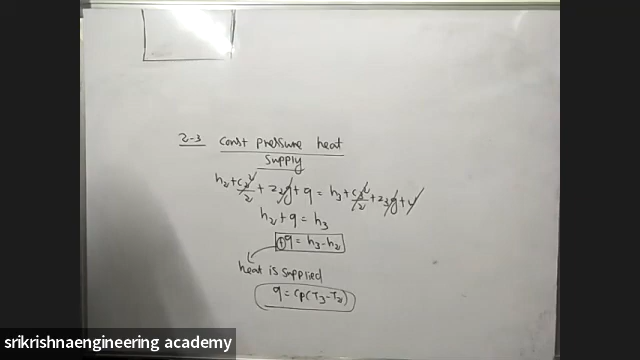 2-3 const pressure heat
supply
h₂ + c₂²/2 + z₂g + q = h₃ + c₃²/2 + z₃g + w
h₂ + q = h₃
(+) q = h₃ - h₂
heat is supplied
q = Cp(T₃-T₂)
srikrishnaengineering academy